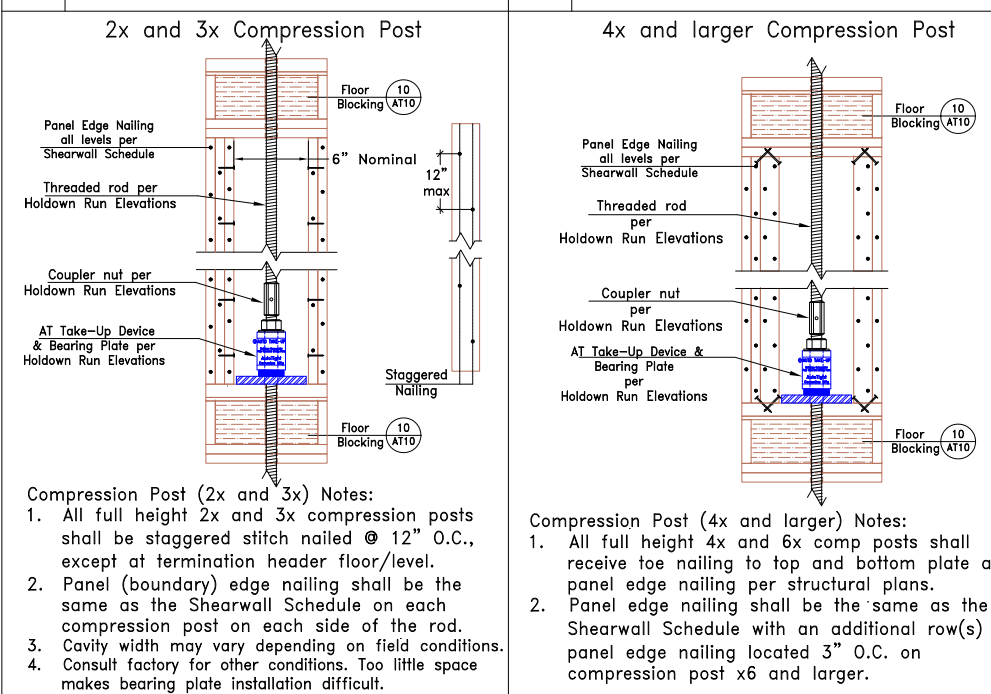 2x and 3x Compression Post
Floor
Blocking
10
AT10
Panel Edge Nailing
all levels per
Shearwall Schedule
6” Nominal
12”
max
Threaded rod per
Holdown Run Elevations
Coupler nut per
Holdown Run Elevations
AT Take-Up Device
& Bearing Plate per
Holdown Run Elevations
Staggered
Nailing
Floor
Blocking
10
AT10
Compression Post (2x and 3x) Notes:
1. All full height 2x and 3x compression posts
shall be staggered stitch nailed @ 12” O.C.,
except at termination header floor/level.
2. Panel (boundary) edge nailing shall be the
same as the Shearwall Schedule on each
compression post on each side of the rod.
3. Cavity width may vary depending on field conditions.
4. Consult factory for other conditions. Too little space
makes bearing plate installation difficult.
4x and larger Compression Post
Floor
Blocking
10
AT10
Panel Edge Nailing
all levels per
Shearwall Schedule
Threaded rod
per
Holdown Run Elevations
Coupler nut
per
Holdown Run Elevations
AT Take-Up Device &
Bearing Plate
per
Holdown Run Elevations
Floor
Blocking
10
AT10
Compression Post (4x and larger) Notes:
1. All full height 4x and 6x comp posts shall
receive toe nailing to top and bottom plate a
panel edge nailing per structural plans.
2. Panel edge nailing shall be the same as the
Shearwall Schedule with an additional row(s)
panel edge nailing located 3” O.C. on
compression post x6 and larger.